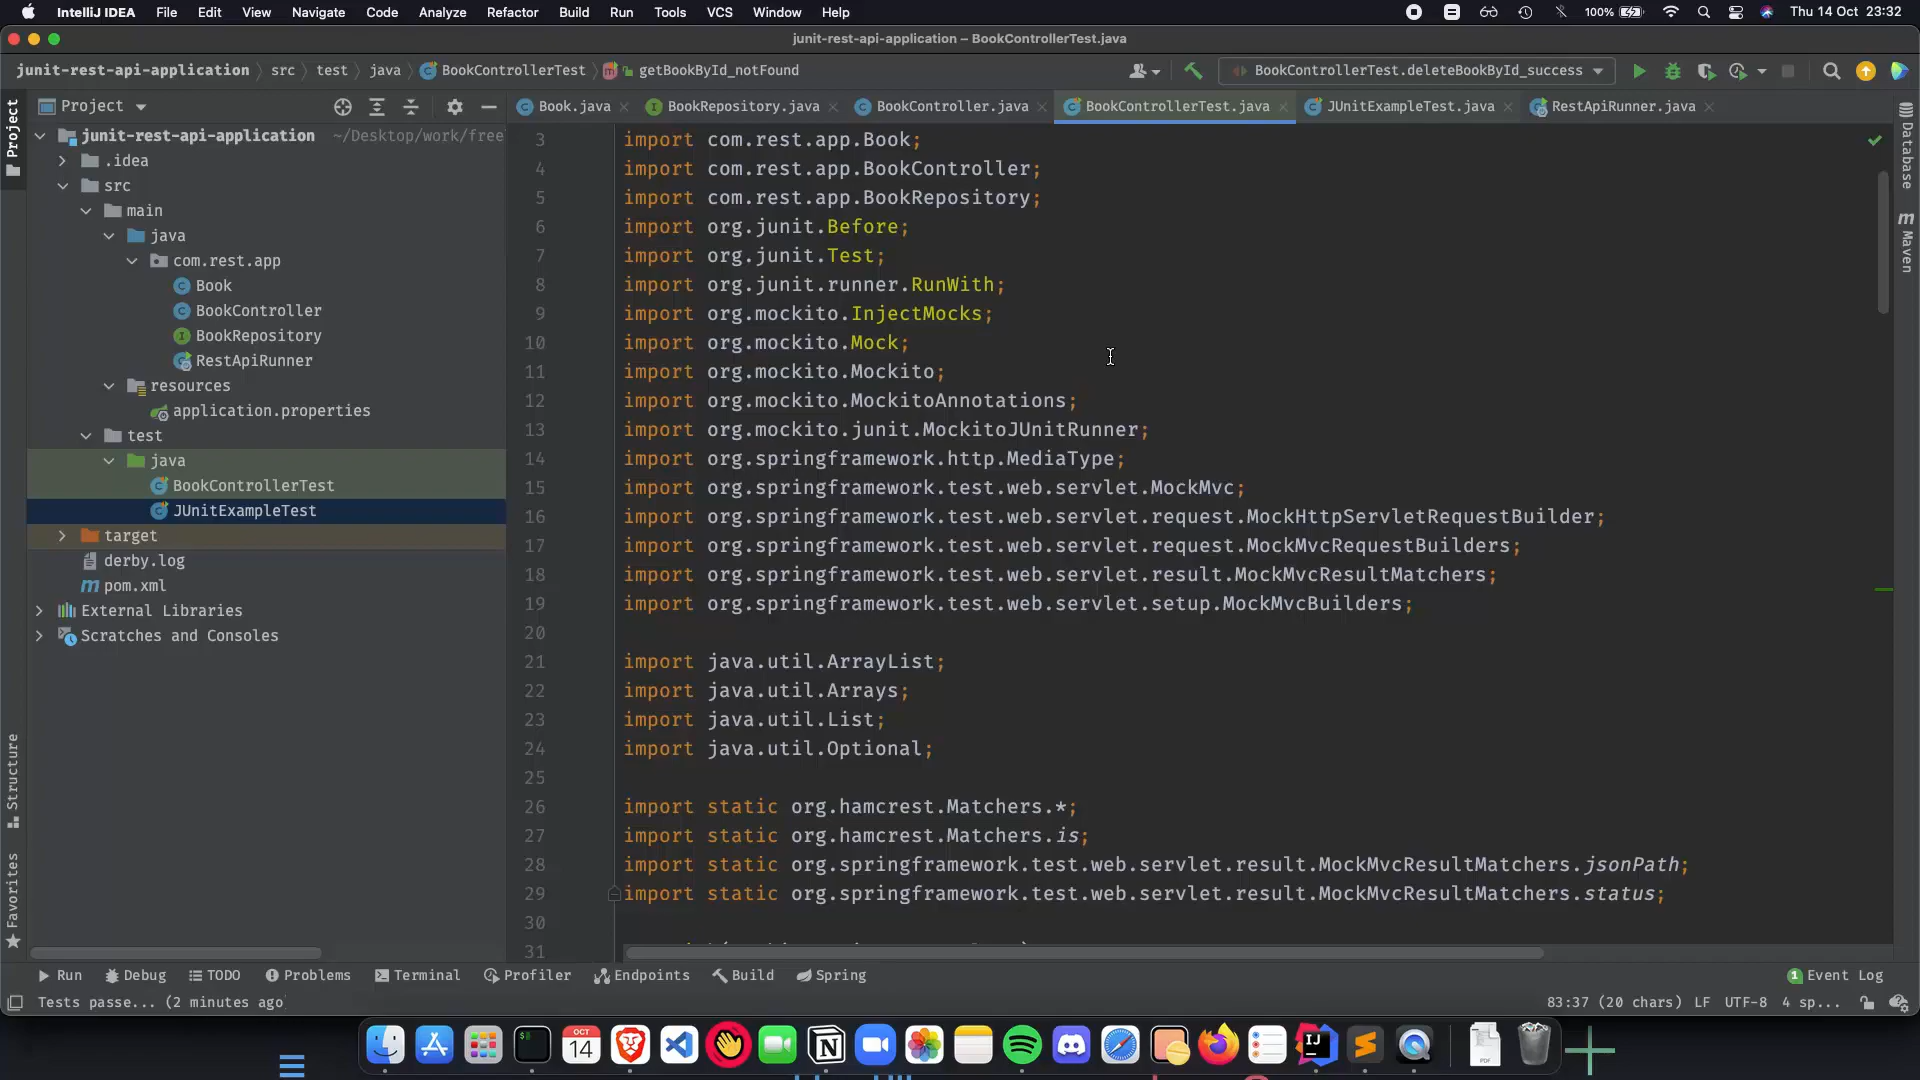 IntelliJ IDEA File Edit View Navigate Code Analyze Refactor Build Run Tools VCS Window Help 100% Thu 14 Oct 23:32
junit-rest-api-application – BookControllerTest.java
junit-rest-api-application src test java BookControllerTest getBookById_notFound BookControllerTest.deleteBookById_success
Project
Project
Book.java BookRepository.java BookController.java BookControllerTest.java JUnitExampleTest.java RestApiRunner.java
junit-rest-api-application ~/Desktop/work/free
.idea
src
main
java
com.rest.app
Book
BookController
BookRepository
RestApiRunner
resources
application.properties
test
java
BookControllerTest
JUnitExampleTest
target
derby.log
pom.xml
External Libraries
Scratches and Consoles
Structure
Favorites
3 import com.rest.app.Book;
4 import com.rest.app.BookController;
5 import com.rest.app.BookRepository;
6 import org.junit.Before;
7 import org.junit.Test;
8 import org.junit.runner.RunWith;
9 import org.mockito.InjectMocks;
10 import org.mockito.Mock;
11 import org.mockito.Mockito;
12 import org.mockito.MockitoAnnotations;
13 import org.mockito.junit.MockitoJUnitRunner;
14 import org.springframework.http.MediaType;
15 import org.springframework.test.web.servlet.MockMvc;
16 import org.springframework.test.web.servlet.request.MockHttpServletRequestBuilder;
17 import org.springframework.test.web.servlet.request.MockMvcRequestBuilders;
18 import org.springframework.test.web.servlet.result.MockMvcResultMatchers;
19 import org.springframework.test.web.servlet.setup.MockMvcBuilders;
20
21 import java.util.ArrayList;
22 import java.util.Arrays;
23 import java.util.List;
24 import java.util.Optional;
25
26 import static org.hamcrest.Matchers.*;
27 import static org.hamcrest.Matchers.is;
28 import static org.springframework.test.web.servlet.result.MockMvcResultMatchers.jsonPath;
29 import static org.springframework.test.web.servlet.result.MockMvcResultMatchers.status;
30
31
Database
Maven
Run Debug TODO Problems Terminal Profiler Endpoints Build Spring 1 Event Log
Tests passe... (2 minutes ago 83:37 (20 chars) LF UTF-8 4 sp...
OCT
14
IJ
PDF